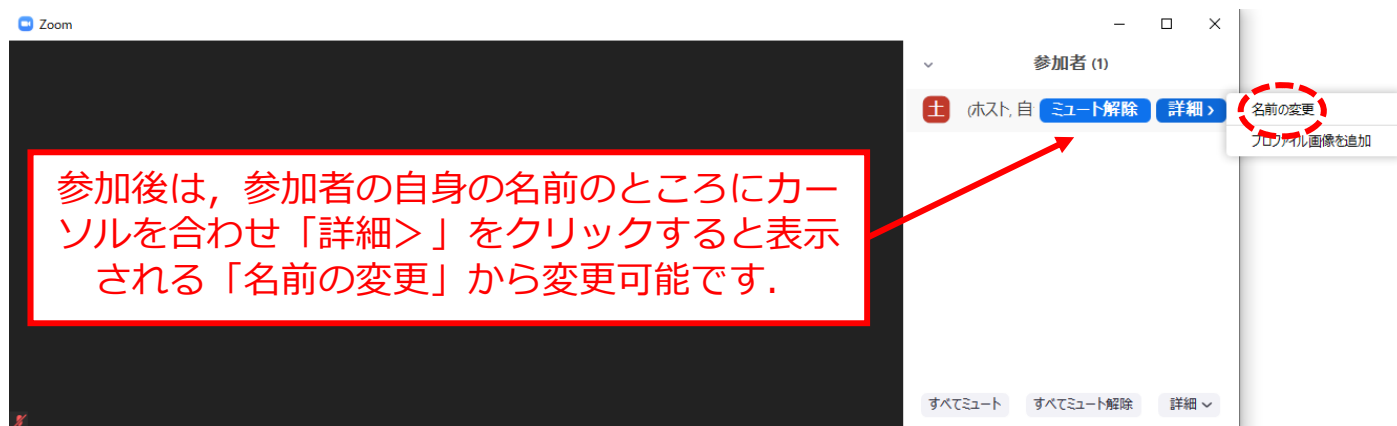 Zoom
参加者 (1)
土 (ホスト, 自 ミュート解除 詳細 >
名前の変更
プロファイル画像を追加
参加後は，参加者の自身の名前のところにカー
ソルを合わせ「詳細＞」をクリックすると表示
される「名前の変更」から変更可能です．
すべてミュート すべてミュート解除 詳細